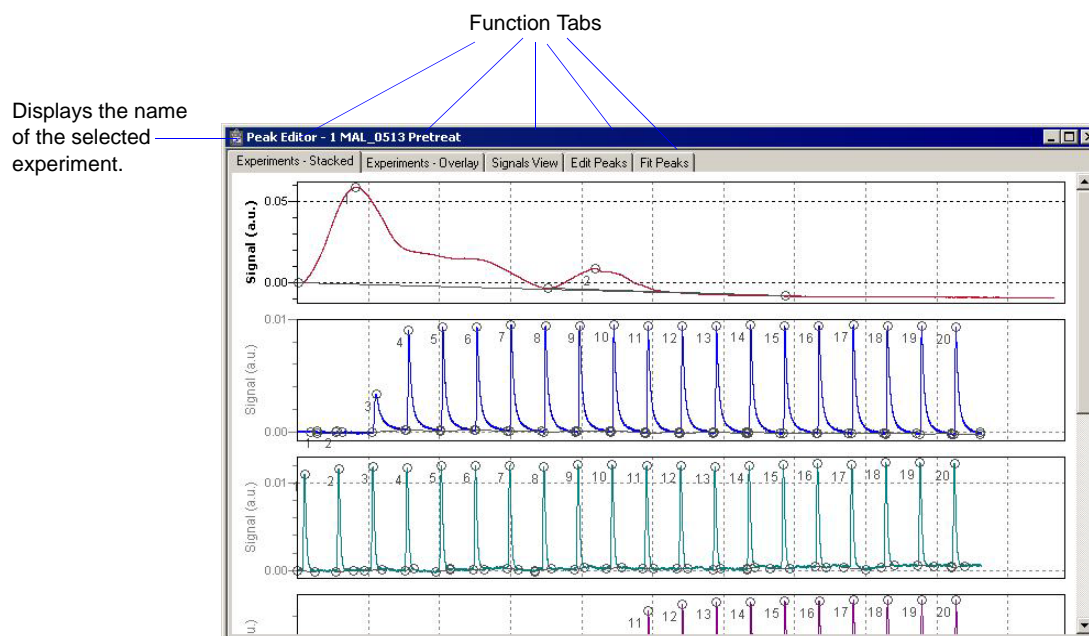 Function Tabs
Displays the name
of the selected
experiment.
Peak Editor - 1 MAL_0513 Pretreat
Experiments - Stacked Experiments - Overlay Signals View Edit Peaks Fit Peaks
Signal (a.u.)
0.05
0.00
1
2
Signal (a.u.)
0.01
0.00
1 2 3 4 5 6 7 8 9 10 11 12 13 14 15 16 17 18 19 20
Signal (a.u.)
0.01
0.00
2 3 4 5 6 7 8 9 10 11 12 13 14 15 16 17 18 19 20
u.)
11 12 13 14 15 16 17 18 19 20